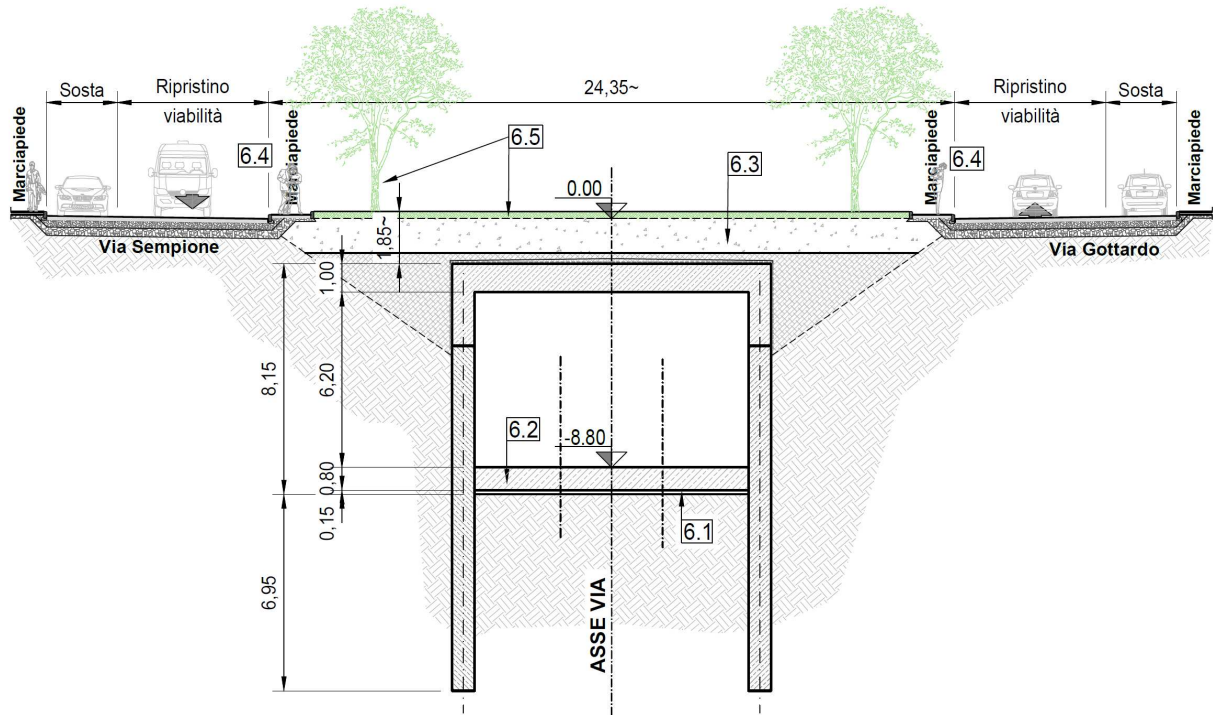 Marciapiede
Sosta
Ripristino
viabilità
6.4
Marciapiede
24,35~
6.5
6.3
0.00
Marciapiede
6.4
Ripristino
viabilità
Sosta
Marciapiede
Via Sempione
Via Gottardo
1,85~
1,00
8,15
6,20
6.2
-8.80
0,80
0,15
6.1
6,95
ASSE VIA